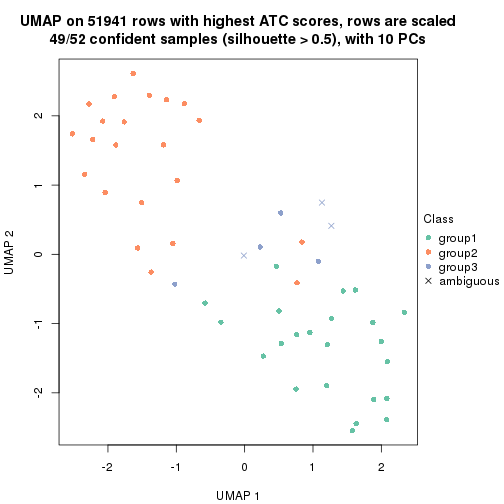 UMAP on 51941 rows with highest ATC scores, rows are scaled
49/52 confident samples (silhouette > 0.5), with 10 PCs
2
1
0
-1
-2
UMAP 2
Class
group1
group2
group3
ambiguous
-2 -1 0 1 2
UMAP 1